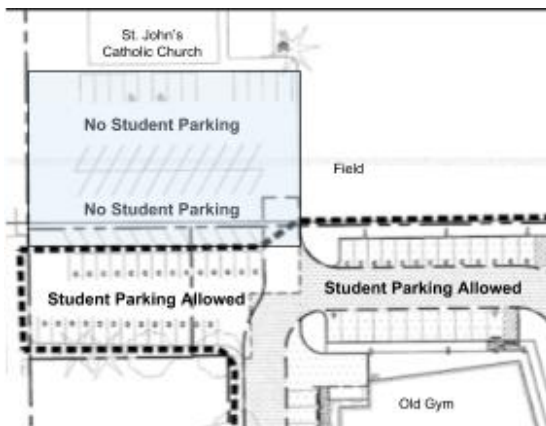 St. John's
Catholic Church
No Student Parking
Field
No Student Parking
Student Parking Allowed
Student Parking Allowed
Old Gym